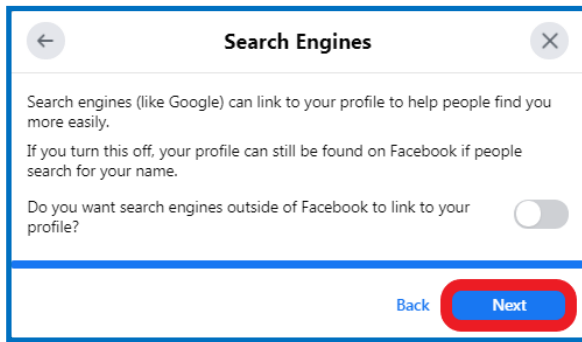 Search Engines
Search engines (like Google) can link to your profile to help people find you
more easily.
If you turn this off, your profile can still be found on Facebook if people
search for your name.
Do you want search engines outside of Facebook to link to your
profile?
Back Next